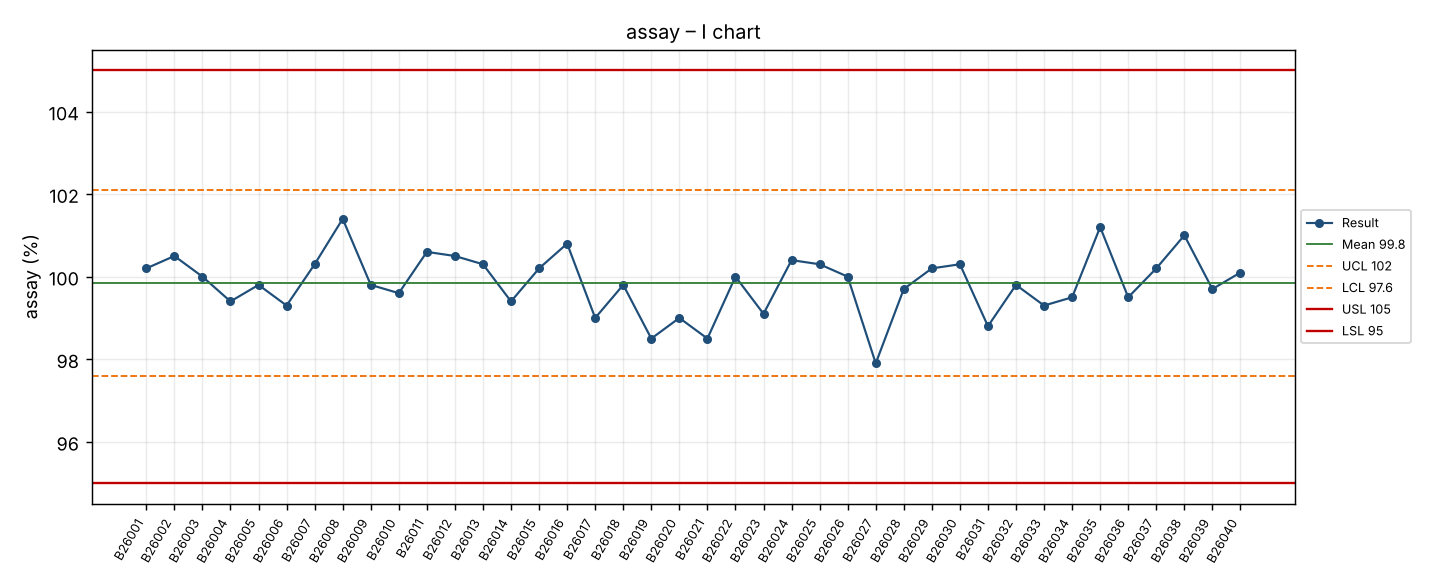 assay – I chart
assay (%)
104
102
100
98
96
B26001
B26002
B26003
B26004
B26005
B26006
B26007
B26008
B26009
B26010
B26011
B26012
B26013
B26014
B26015
B26016
B26017
B26018
B26019
B26020
B26021
B26022
B26023
B26024
B26025
B26026
B26027
B26028
B26029
B26030
B26031
B26032
B26033
B26034
B26035
B26036
B26037
B26038
B26039
B26040
Result
Mean 99.8
UCL 102
LCL 97.6
USL 105
LSL 95